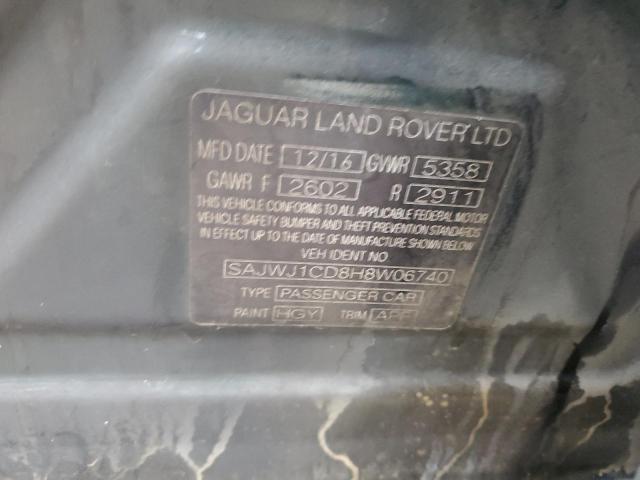 JAGUAR LAND ROVER LTD
MFD DATE 12/16 GVWR 5358
GAWR F 2602 R 2911
THIS VEHICLE CONFORMS TO ALL APPLICABLE FEDERAL MOTOR
VEHICLE SAFETY BUMPER AND THEFT PREVENTION STANDARDS
IN EFFECT UP TO THE DATE OF MANUFACTURE SHOWN BELOW
VEH IDENT NO
SAJWJ1CD8H8W06740
TYPE PASSENGER CAR
PAINT HGY TRIM